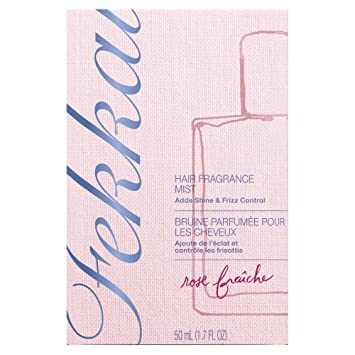 Fekkai
HAIR FRAGRANCE
MIST
Adds Shine & Frizz Control
BRUINE PARFUMÉE POUR
LES CHEVEUX
Ajoute de l'éclat et
contrôle les frisottis
rose fraîche
50 mL (1.7 FL OZ)